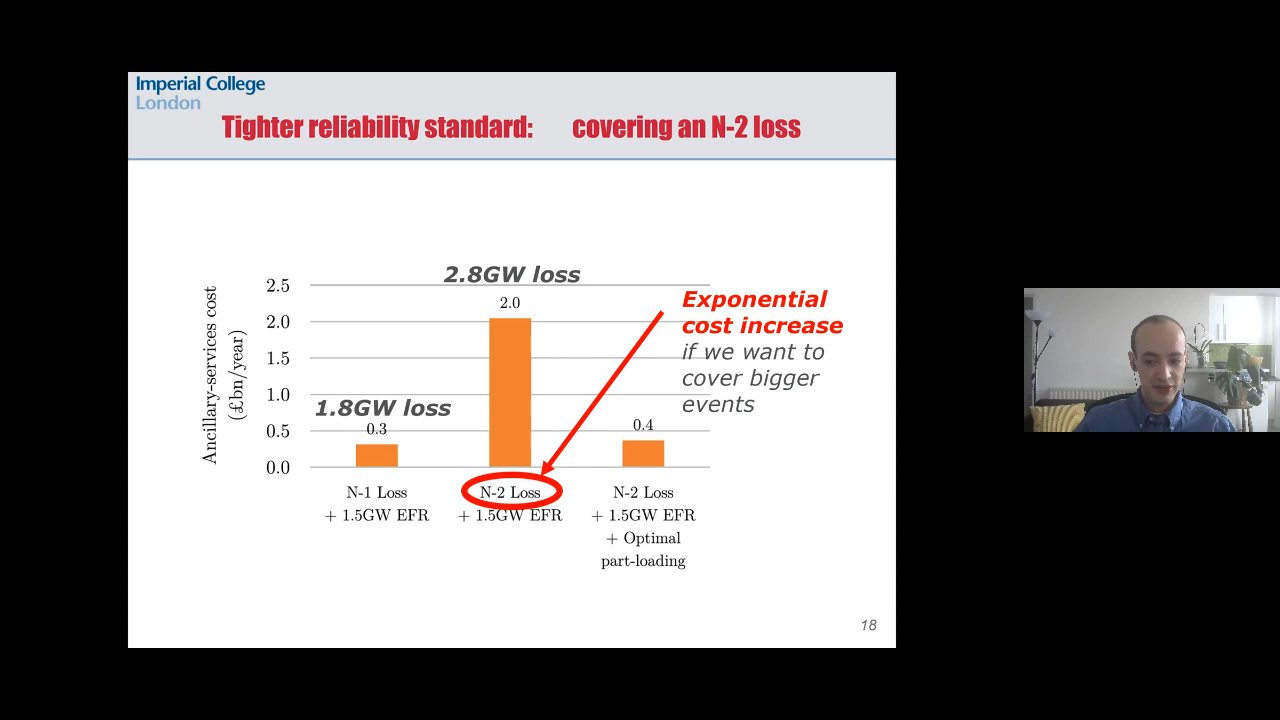 Imperial College
London
Tighter reliability standard: covering an N-2 loss
2.8GW loss
Exponential
cost increase
if we want to
cover bigger
events
1.8GW loss
Ancillary-services cost
(£bn/year)
2.5
2.0
1.5
1.0
0.5
0.0
0.3
2.0
0.4
N-1 Loss
+ 1.5GW EFR
N-2 Loss
+ 1.5GW EFR
N-2 Loss
+ 1.5GW EFR
+ Optimal
part-loading
18